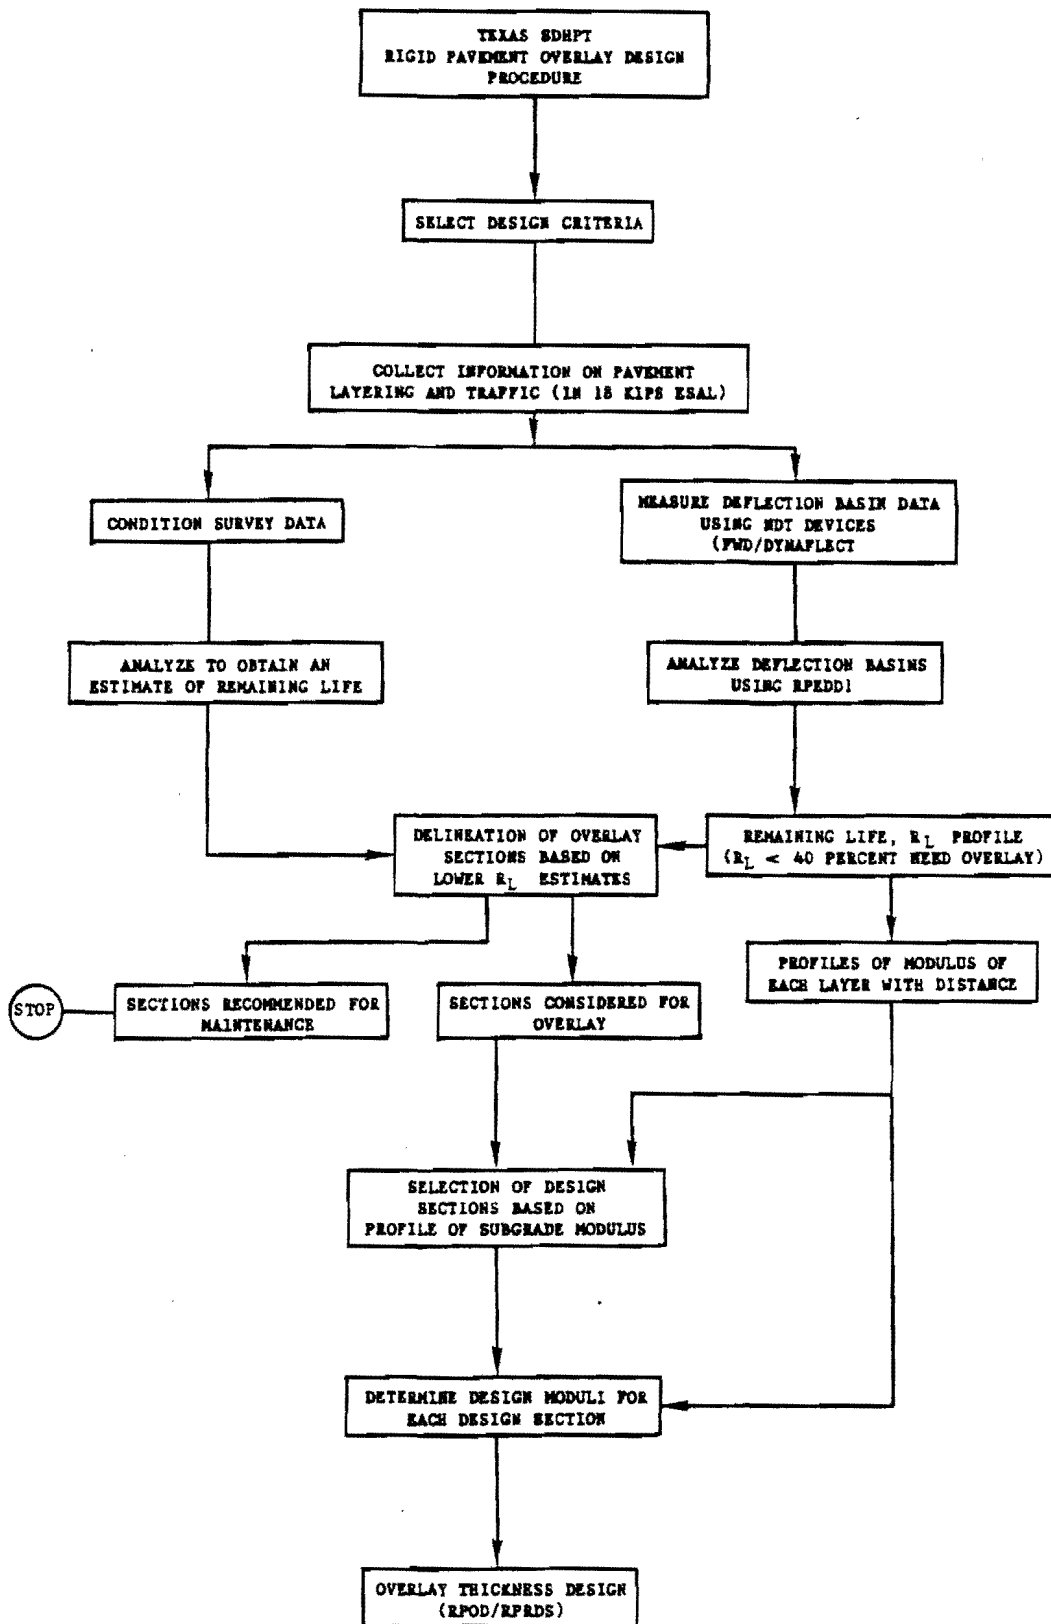 TEXAS SDHPT
RIGID PAVEMENT OVERLAY DESIGN
PROCEDURE
SELECT DESIGN CRITERIA
COLLECT INFORMATION ON PAVEMENT
LAYERING AND TRAFFIC (IN 18 KIPS ESAL)
CONDITION SURVEY DATA
MEASURE DEFLECTION BASIN DATA
USING NDT DEVICES
(FWD/DYNAFLECT
ANALYZE TO OBTAIN AN
ESTIMATE OF REMAINING LIFE
ANALYZE DEFLECTION BASINS
USING RPEDD1
DELINEATION OF OVERLAY
SECTIONS BASED ON
LOWER RL ESTIMATES
REMAINING LIFE, RL PROFILE
(RL < 40 PERCENT NEED OVERLAY)
PROFILES OF MODULUS OF
EACH LAYER WITH DISTANCE
STOP
SECTIONS RECOMMENDED FOR
MAINTENANCE
SECTIONS CONSIDERED FOR
OVERLAY
SELECTION OF DESIGN
SECTIONS BASED ON
PROFILE OF SUBGRADE MODULUS
DETERMINE DESIGN MODULI FOR
EACH DESIGN SECTION
OVERLAY THICKNESS DESIGN
(RPOD/RPRDS)